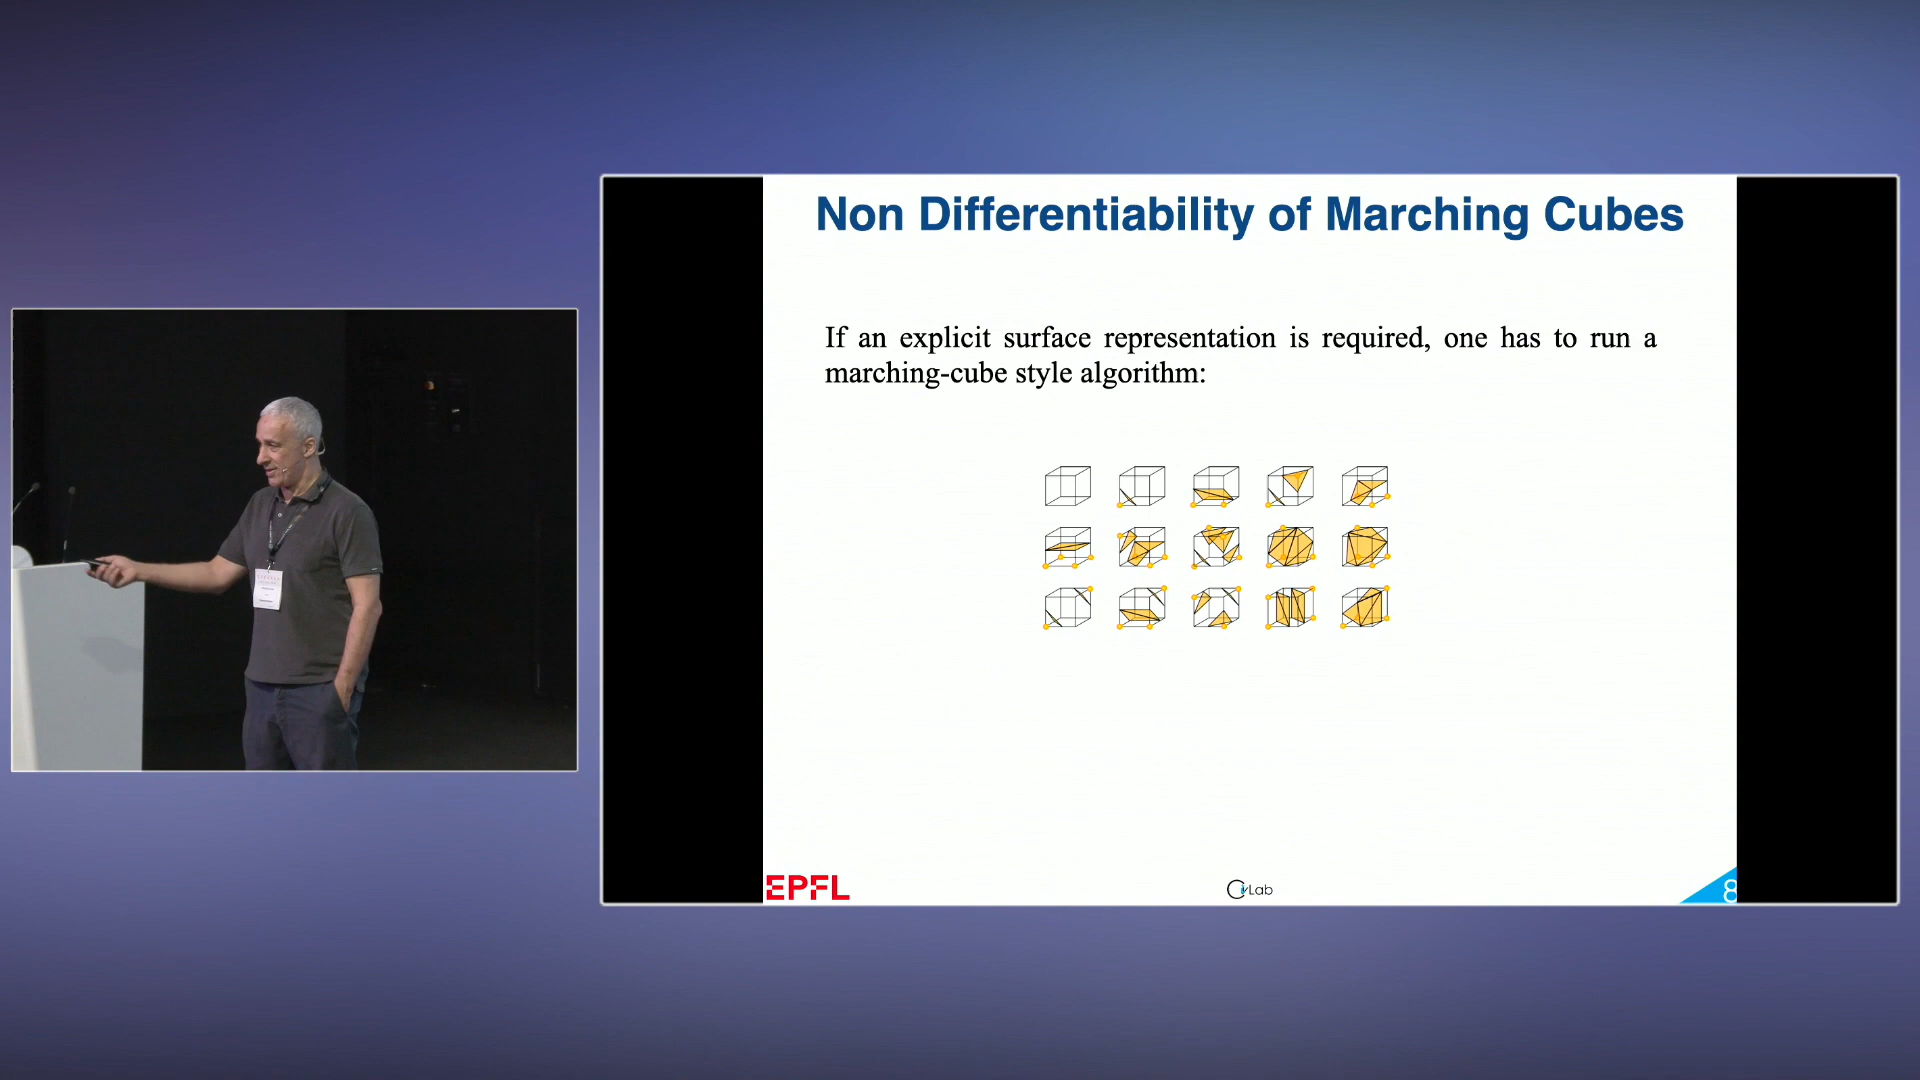 Non Differentiability of Marching Cubes
If an explicit surface representation is required, one has to run a
marching-cube style algorithm:
EPFL
CvLab
8